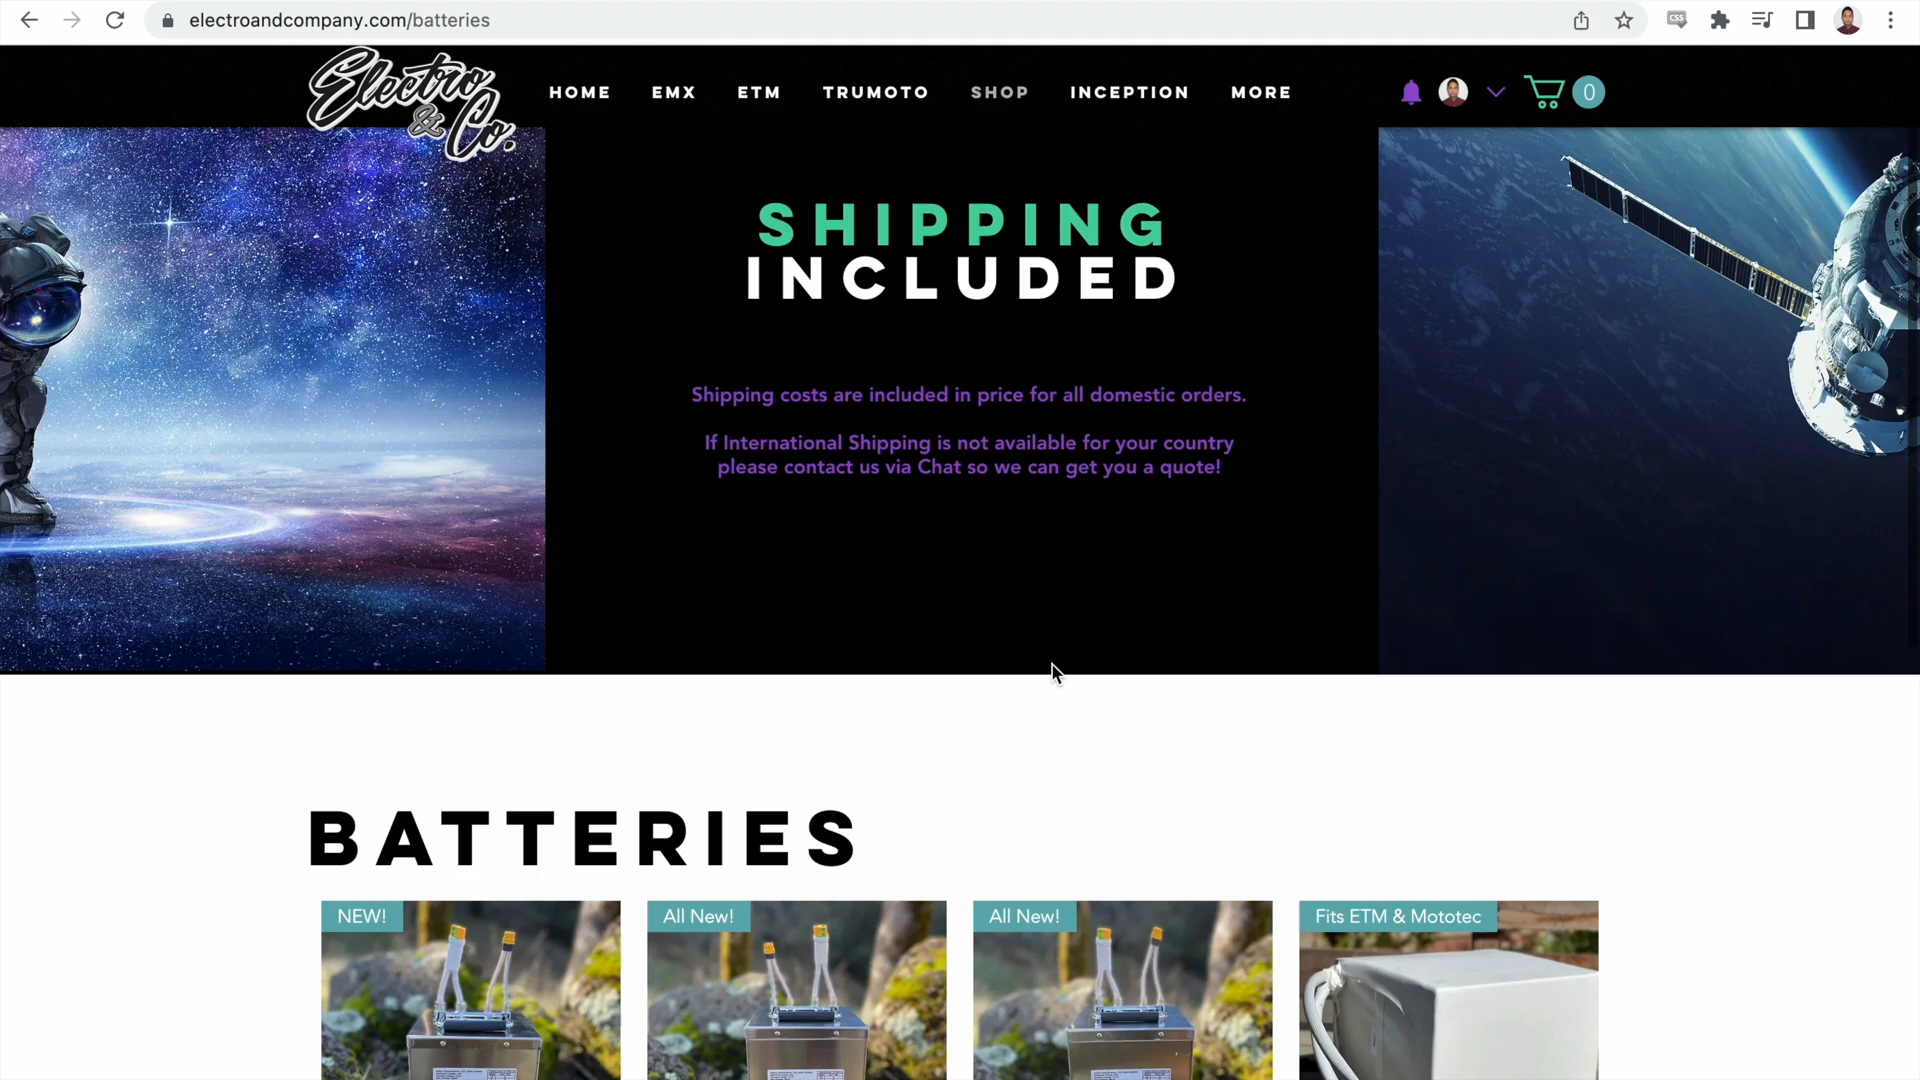 electroandcompany.com/batteries
CSS
Electro
& Co.
HOME
EMX
ETM
TRUMOTO
SHOP
INCEPTION
MORE
0
SHIPPING
INCLUDED
Shipping costs are included in price for all domestic orders.
If International Shipping is not available for your country
please contact us via Chat so we can get you a quote!
BATTERIES
NEW!
All New!
All New!
Fits ETM & Mototec